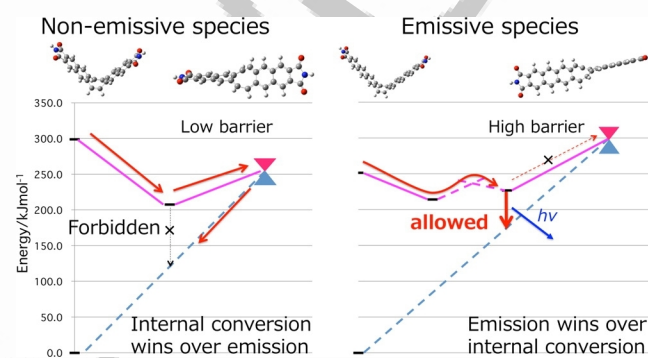 Non-emissive species
Emissive species
350.0
300.0
250.0
200.0
150.0
100.0
50.0
0.0
Energy/kJmol-1
Low barrier
Forbidden
Internal conversion
wins over emission
High barrier
allowed
hν
Emission wins over
internal conversion